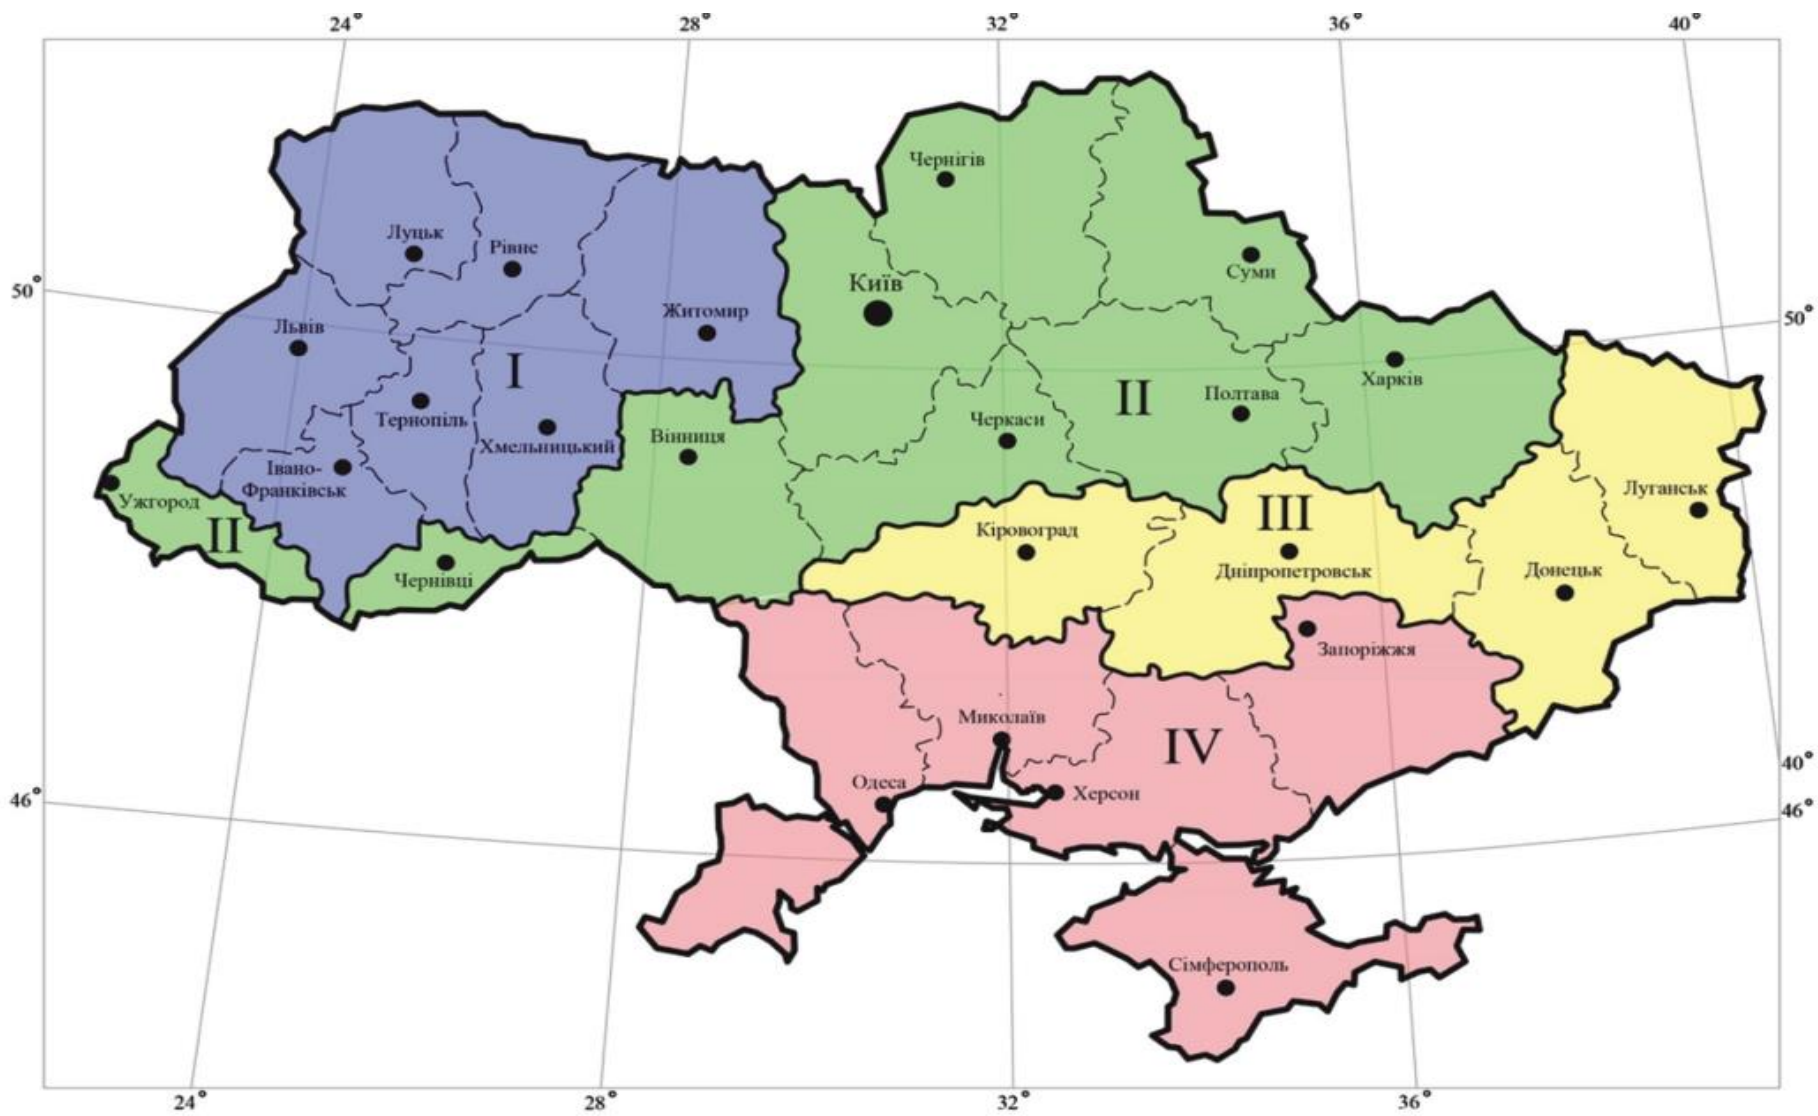 24°
28°
32°
36°
40°
Чернігів
Луцьк
Рівне
Суми
50°
Київ
Житомир
50°
Львів
I
II
Харків
Полтава
Тернопіль
Черкаси
Вінниця
Хмельницький
Івано-
Франківськ
Ужгород
II
Луганськ
III
Кіровоград
Дніпропетровськ
Донецьк
Чернівці
Запоріжжя
Миколаїв
IV
40°
Одеса
Херсон
46°
46°
Сімферополь
24°
28°
32°
36°